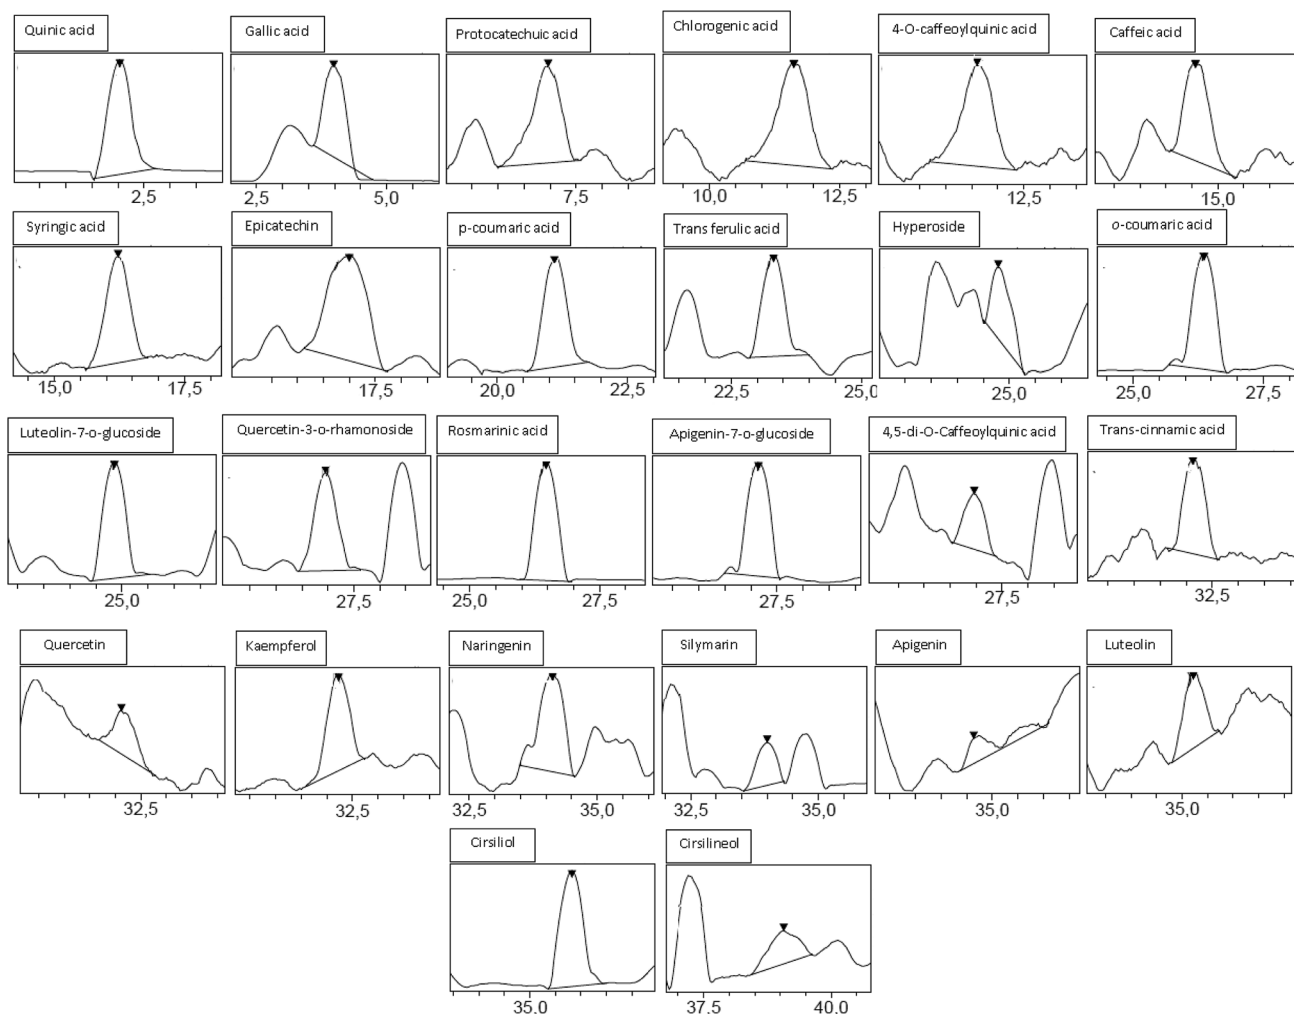 Quinic acid
Gallic acid
Protocatechuic acid
Chlorogenic acid
4-O-caffeoylquinic acid
Caffeic acid
2,5
2,5 5,0
7,5
10,0 12,5
12,5
15,0
Syringic acid
Epicatechin
p-coumaric acid
Trans ferulic acid
Hyperoside
o-coumaric acid
15,0 17,5
17,5
20,0 22,5
22,5 25,0
25,0
25,0 27,5
Luteolin-7-o-glucoside
Quercetin-3-o-rhamonoside
Rosmarinic acid
Apigenin-7-o-glucoside
4,5-di-O-Caffeoylquinic acid
Trans-cinnamic acid
25,0
27,5
25,0 27,5
27,5
27,5
32,5
Quercetin
Kaempferol
Naringenin
Silymarin
Apigenin
Luteolin
32,5
32,5
32,5 35,0
32,5 35,0
35,0
35,0
Cirsiliol
Cirsilineol
35.0
37.5 40.0